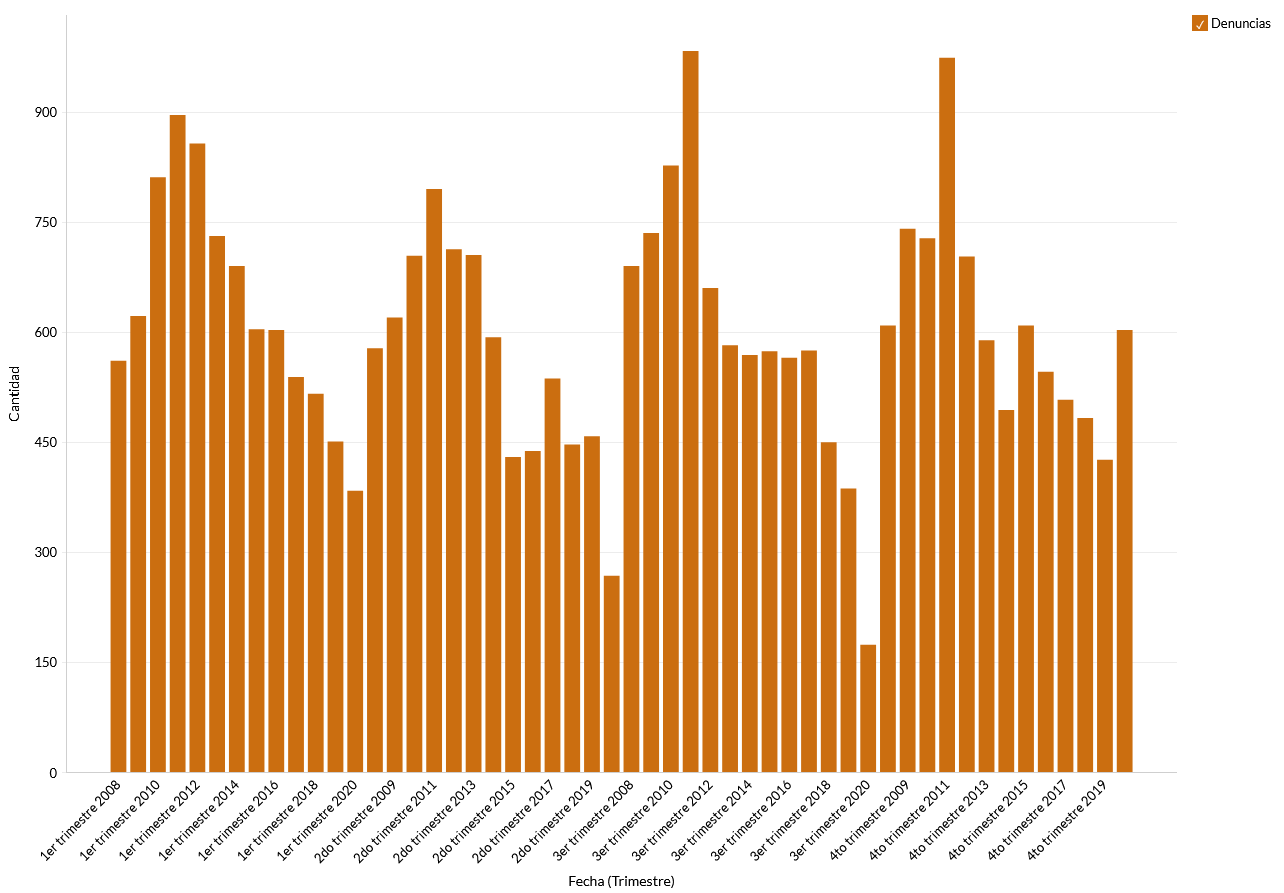 Denuncias
900
750
600
450
300
150
0
Cantidad
1er trimestre 2008
1er trimestre 2010
1er trimestre 2012
1er trimestre 2014
1er trimestre 2016
1er trimestre 2018
1er trimestre 2020
2do trimestre 2009
2do trimestre 2011
2do trimestre 2013
2do trimestre 2015
2do trimestre 2017
2do trimestre 2019
3er trimestre 2008
3er trimestre 2010
3er trimestre 2012
3er trimestre 2014
3er trimestre 2016
3er trimestre 2018
3er trimestre 2020
4to trimestre 2009
4to trimestre 2011
4to trimestre 2013
4to trimestre 2015
4to trimestre 2017
4to trimestre 2019
Fecha (Trimestre)